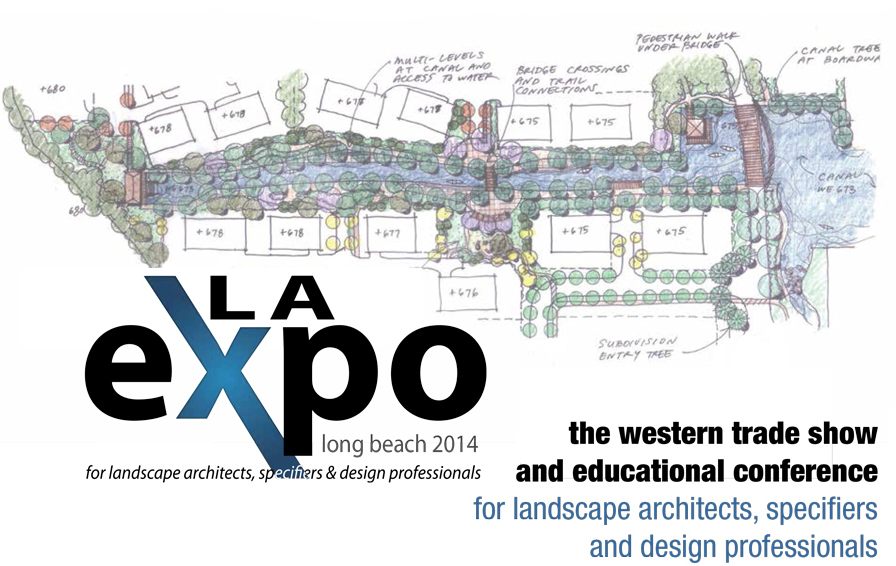 PEDESTRIAN WALK
UNDER BRIDGE
CANAL TREE
AT BOARDWA
MULTI-LEVELS
AT CANAL AND
ACCESS TO WATER
BRIDGE CROSSINGS
AND TRAIL
CONNECTIONS
+680
+678
+678
+675
+675
CANAL
WE 673
680
+678
+678
+677
+675
+675
+676
SUBDIVISION
ENTRY TREE
LA
expo
long beach 2014
for landscape architects, specifiers & design professionals
the western trade show
and educational conference
for landscape architects, specifiers
and design professionals